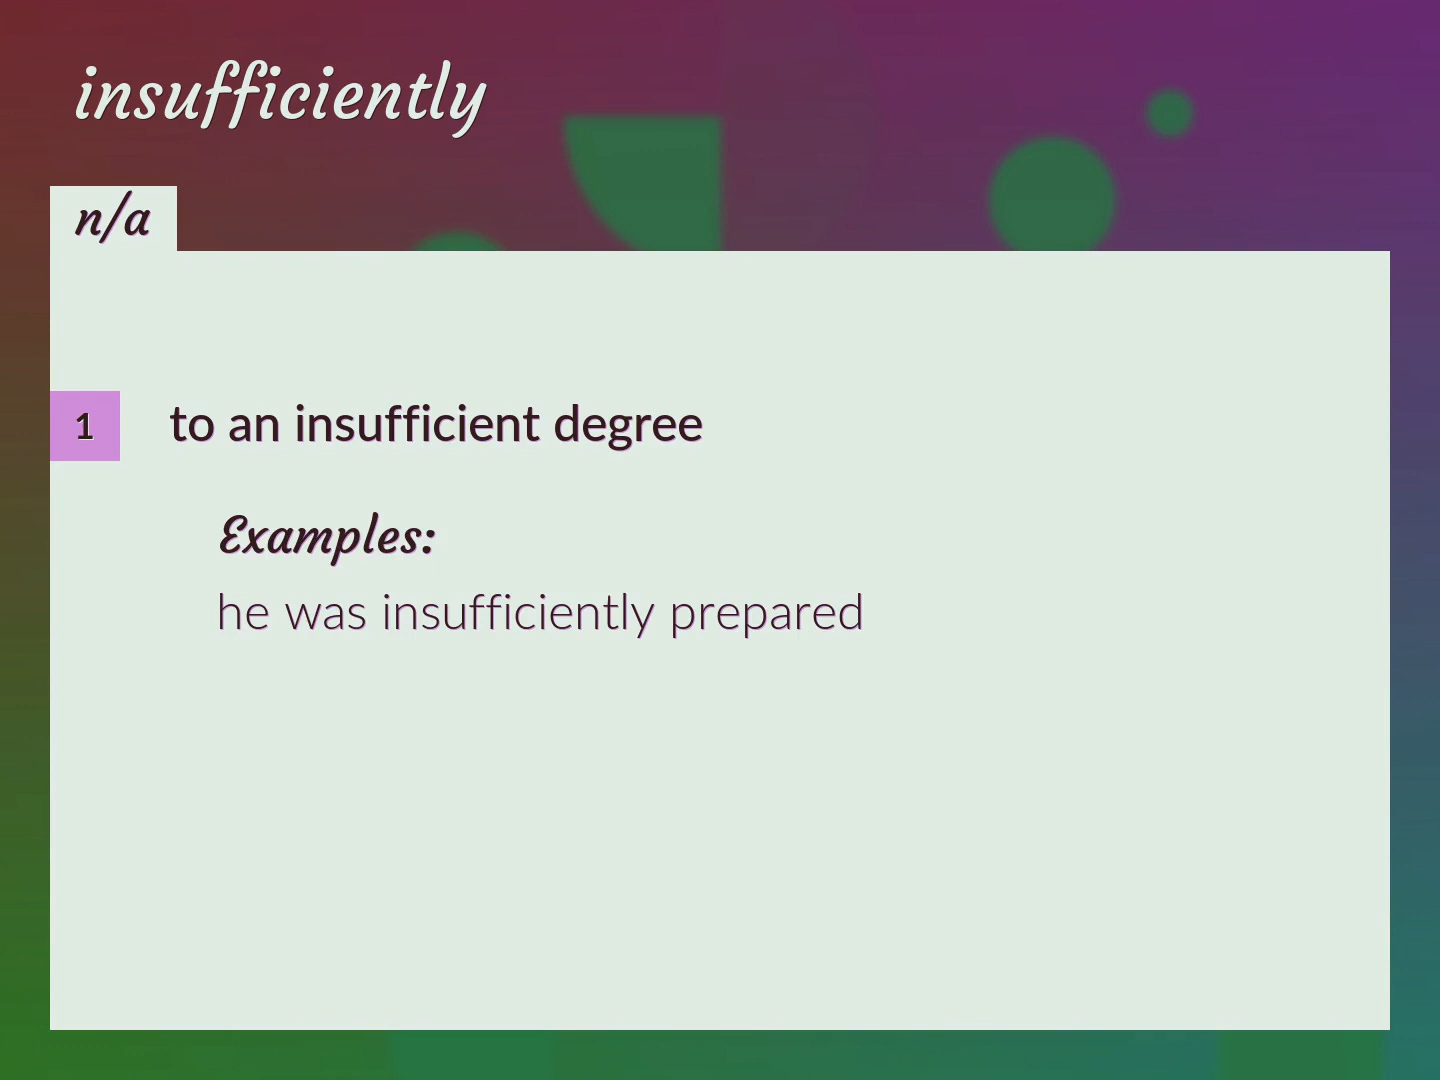 insufficiently
n/a
1 to an insufficient degree
Examples:
he was insufficiently prepared